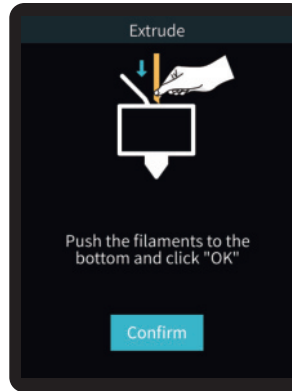 Extrude
Push the filaments to the
bottom and click "OK"
Confirm